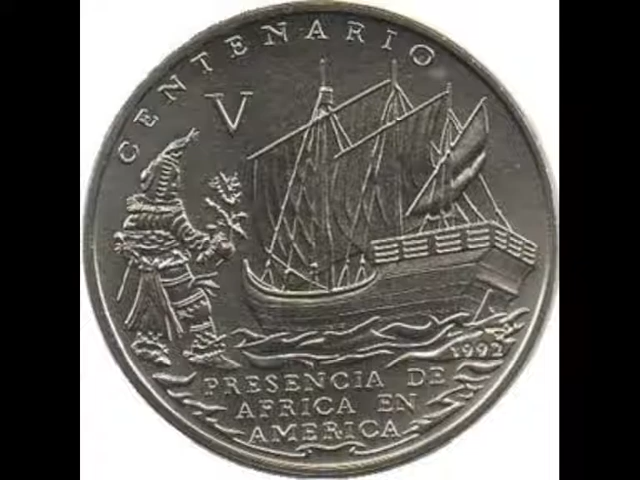 CENTENARIO
V
1992
PRESENCIA DE
AFRICA EN
AMERICA